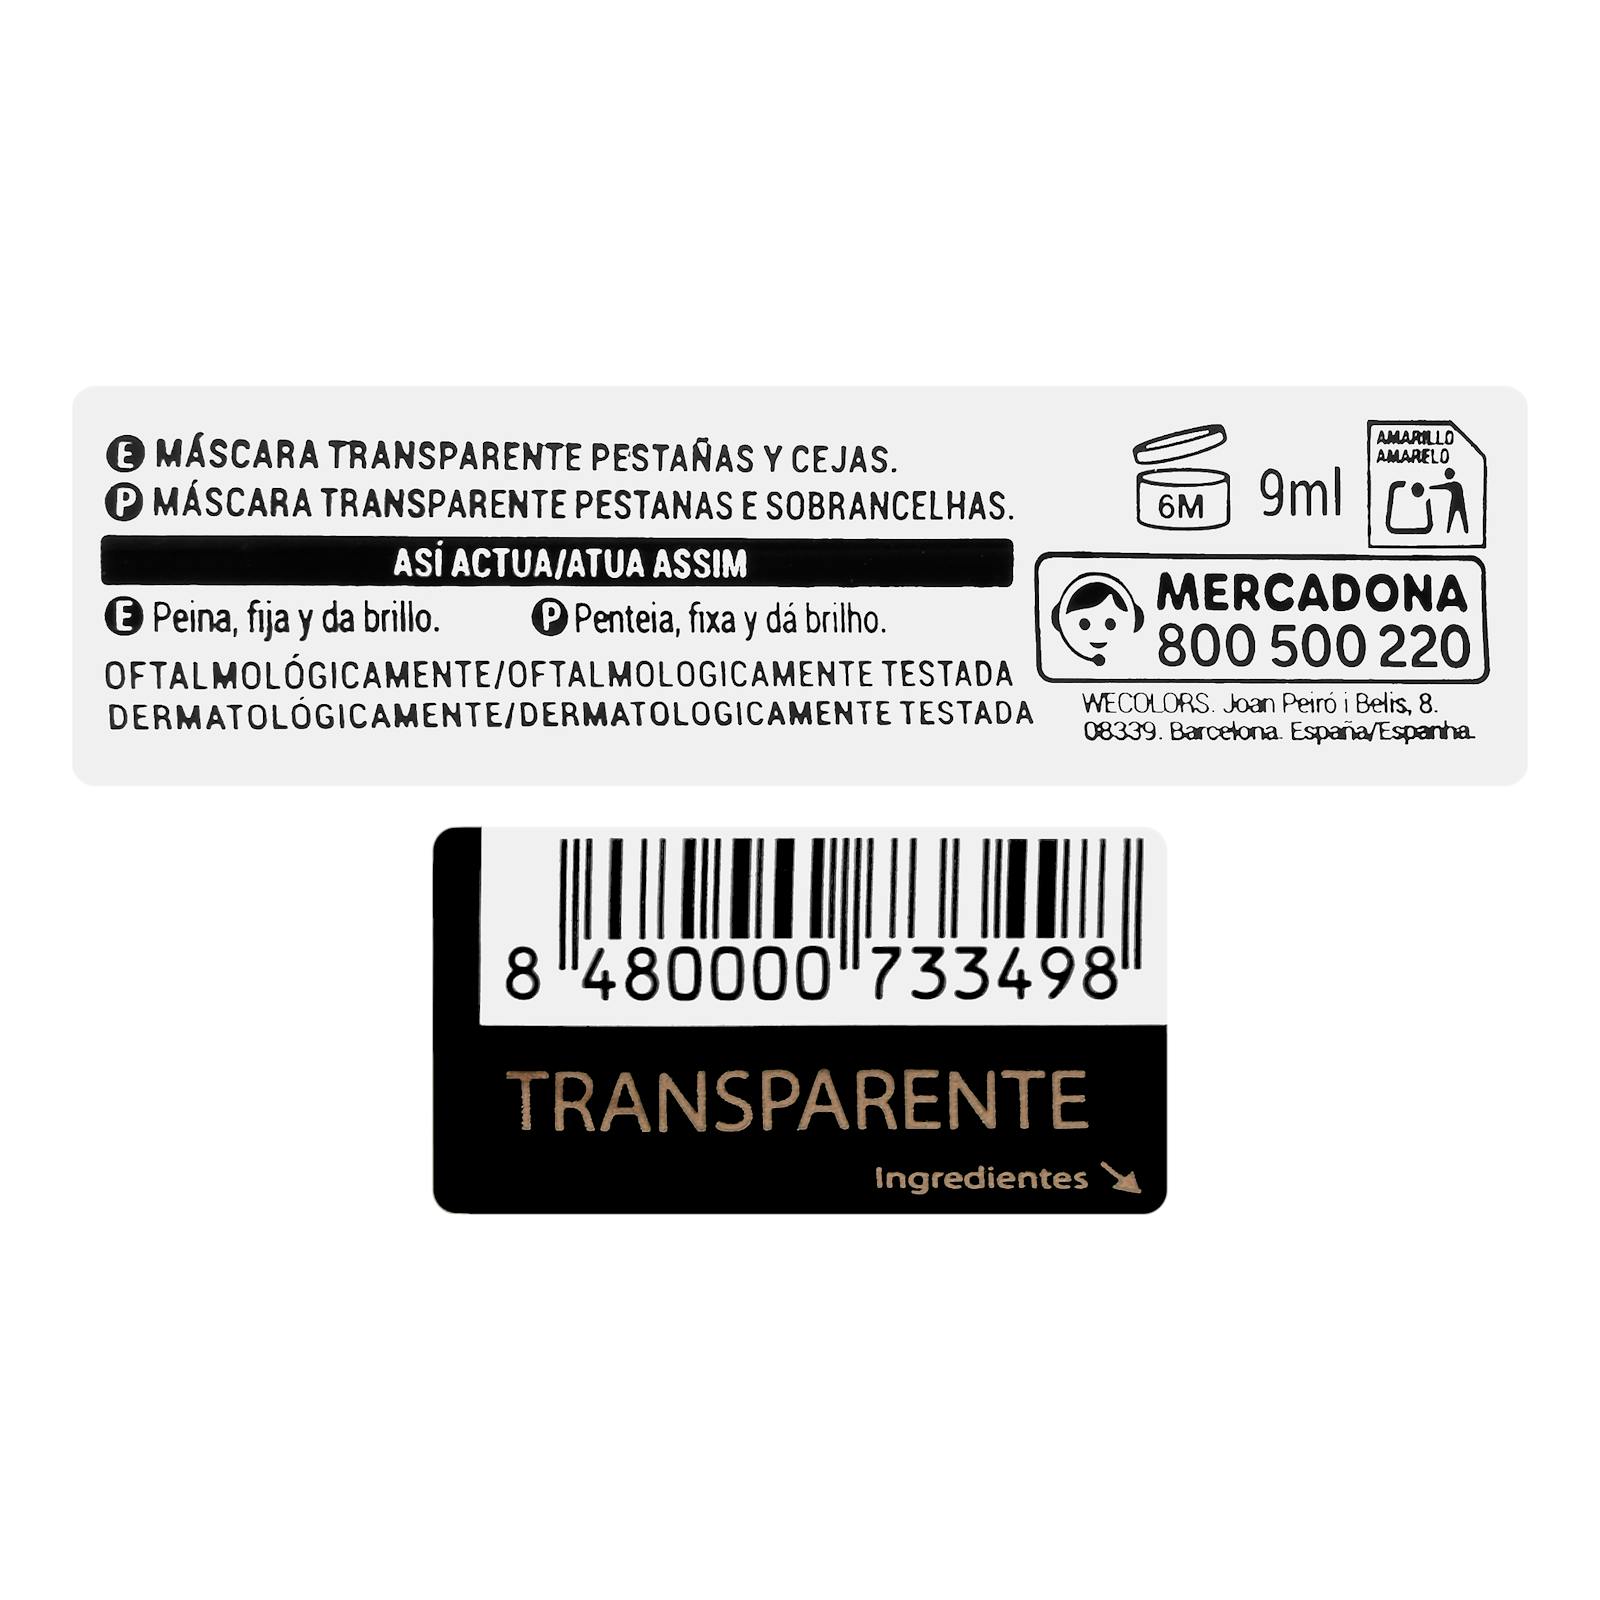 E MÁSCARA TRANSPARENTE PESTAÑAS Y CEJAS.
P MÁSCARA TRANSPARENTE PESTANAS E SOBRANCELHAS.
ASÍ ACTUA/ATUA ASSIM
E Peina, fija y da brillo. P Penteia, fixa y dá brilho.
OFTALMOLÓGICAMENTE/OFTALMOLOGICAMENTE TESTADA
DERMATOLÓGICAMENTE/DERMATOLOGICAMENTE TESTADA
6M 9ml
AMARILLO
AMARELO
MERCADONA
800 500 220
WECOLORS. Joan Peiró i Belis, 8.
08339. Barcelona. España/Espanha.
8 480000 733498
TRANSPARENTE
Ingredientes